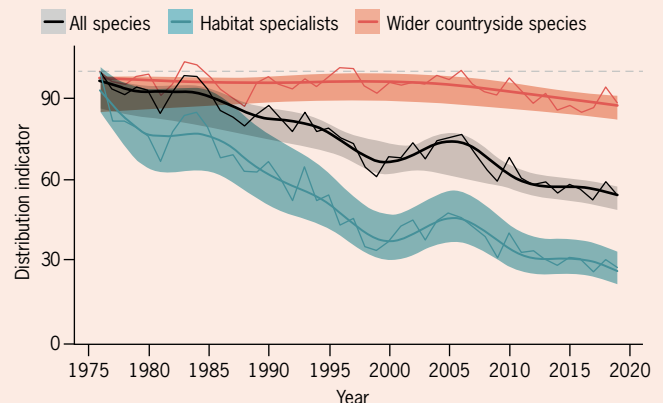 All species Habitat specialists Wider countryside species
Distribution indicator
90
60
30
0
1975 1980 1985 1990 1995 2000 2005 2010 2015 2020
Year